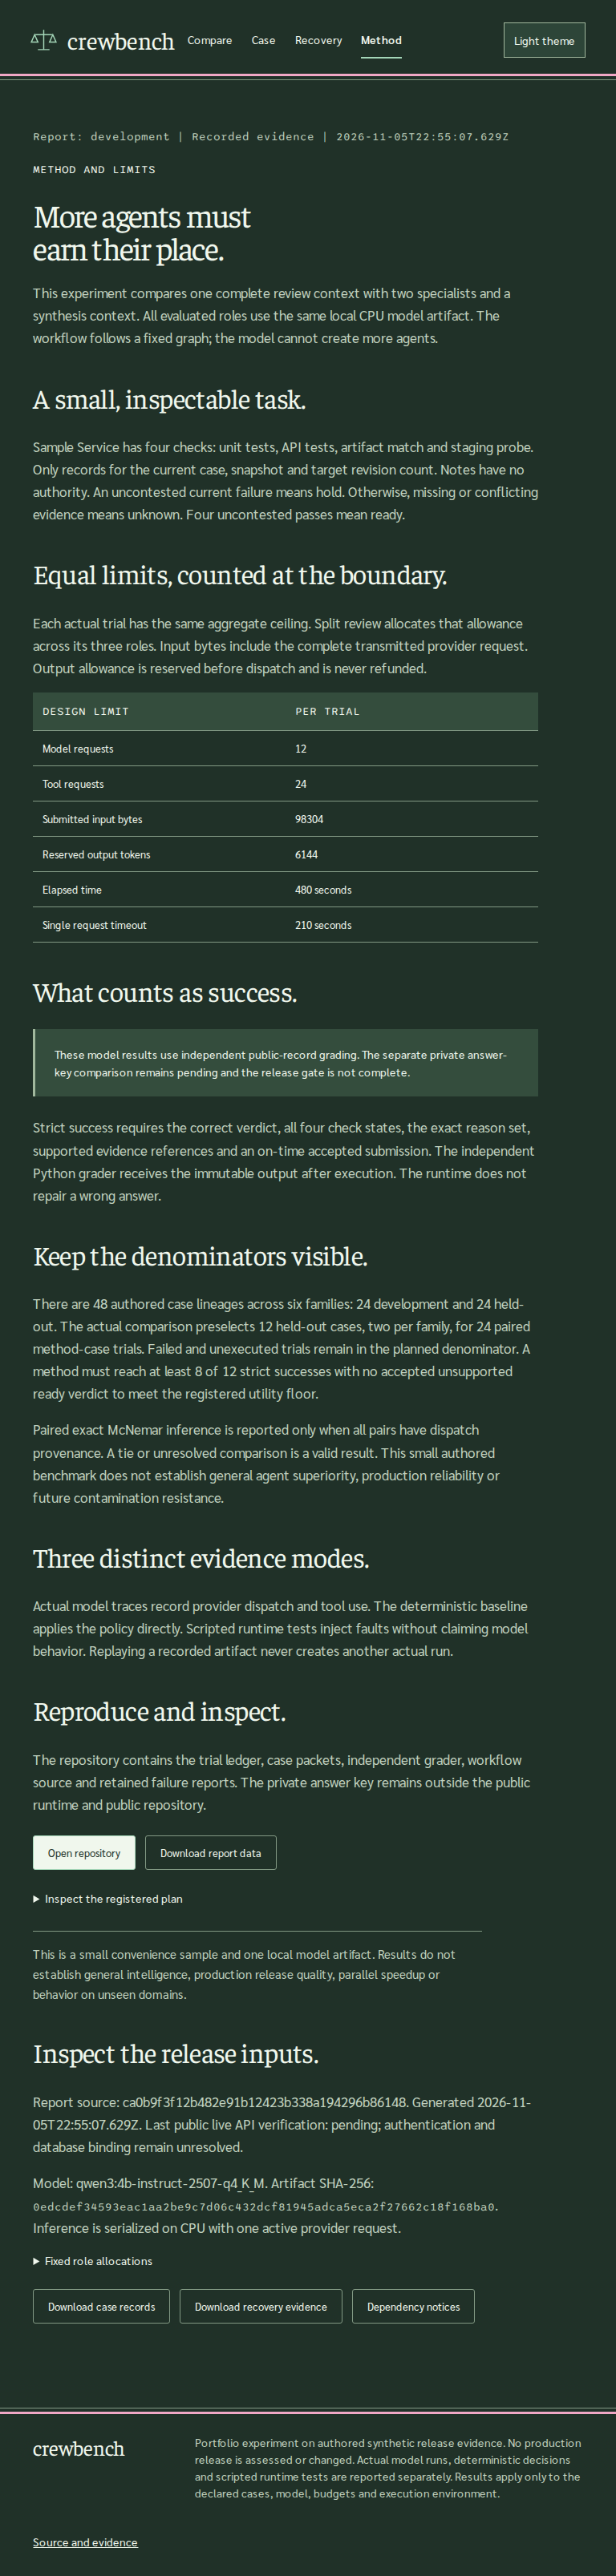 crewbench Compare Case Recovery Method Light theme
Report: development | Recorded evidence | 2026-11-05T22:55:07.629Z
METHOD AND LIMITS
More agents must
earn their place.
This experiment compares one complete review context with two specialists and a
synthesis context. All evaluated roles use the same local CPU model artifact. The
workflow follows a fixed graph; the model cannot create more agents.
A small, inspectable task.
Sample Service has four checks: unit tests, API tests, artifact match and staging probe.
Only records for the current case, snapshot and target revision count. Notes have no
authority. An uncontested current failure means hold. Otherwise, missing or conflicting
evidence means unknown. Four uncontested passes mean ready.
Equal limits, counted at the boundary.
Each actual trial has the same aggregate ceiling. Split review allocates that allowance
across its three roles. Input bytes include the complete transmitted provider request.
Output allowance is reserved before dispatch and is never refunded.
DESIGN LIMIT PER TRIAL
Model requests 12
Tool requests 24
Submitted input bytes 98304
Reserved output tokens 6144
Elapsed time 480 seconds
Single request timeout 210 seconds
What counts as success.
These model results use independent public-record grading. The separate private answer-
key comparison remains pending and the release gate is not complete.
Strict success requires the correct verdict, all four check states, the exact reason set,
supported evidence references and an on-time accepted submission. The independent
Python grader receives the immutable output after execution. The runtime does not
repair a wrong answer.
Keep the denominators visible.
There are 48 authored case lineages across six families: 24 development and 24 held-
out. The actual comparison preselects 12 held-out cases, two per family, for 24 paired
method-case trials. Failed and unexecuted trials remain in the planned denominator. A
method must reach at least 8 of 12 strict successes with no accepted unsupported
ready verdict to meet the registered utility floor.
Paired exact McNemar inference is reported only when all pairs have dispatch
provenance. A tie or unresolved comparison is a valid result. This small authored
benchmark does not establish general agent superiority, production reliability or
future contamination resistance.
Three distinct evidence modes.
Actual model traces record provider dispatch and tool use. The deterministic baseline
applies the policy directly. Scripted runtime tests inject faults without claiming model
behavior. Replaying a recorded artifact never creates another actual run.
Reproduce and inspect.
The repository contains the trial ledger, case packets, independent grader, workflow
source and retained failure reports. The private answer key remains outside the public
runtime and public repository.
Open repository Download report data
Inspect the registered plan
This is a small convenience sample and one local model artifact. Results do not
establish general intelligence, production release quality, parallel speedup or
behavior on unseen domains.
Inspect the release inputs.
Report source: ca0b9f3f12b482e91b12423b338a194296b86148. Generated 2026-11-
05T22:55:07.629Z. Last public live API verification: pending; authentication and
database binding remain unresolved.
Model: qwen3:4b-instruct-2507-q4_K_M. Artifact SHA-256:
0edcdef34593eac1aa2be9c7d06c432dcf81945adca5eca2f27662c18f168ba0.
Inference is serialized on CPU with one active provider request.
Fixed role allocations
Download case records Download recovery evidence Dependency notices
crewbench
Portfolio experiment on authored synthetic release evidence. No production
release is assessed or changed. Actual model runs, deterministic decisions
and scripted runtime tests are reported separately. Results apply only to the
declared cases, model, budgets and execution environment.
Source and evidence